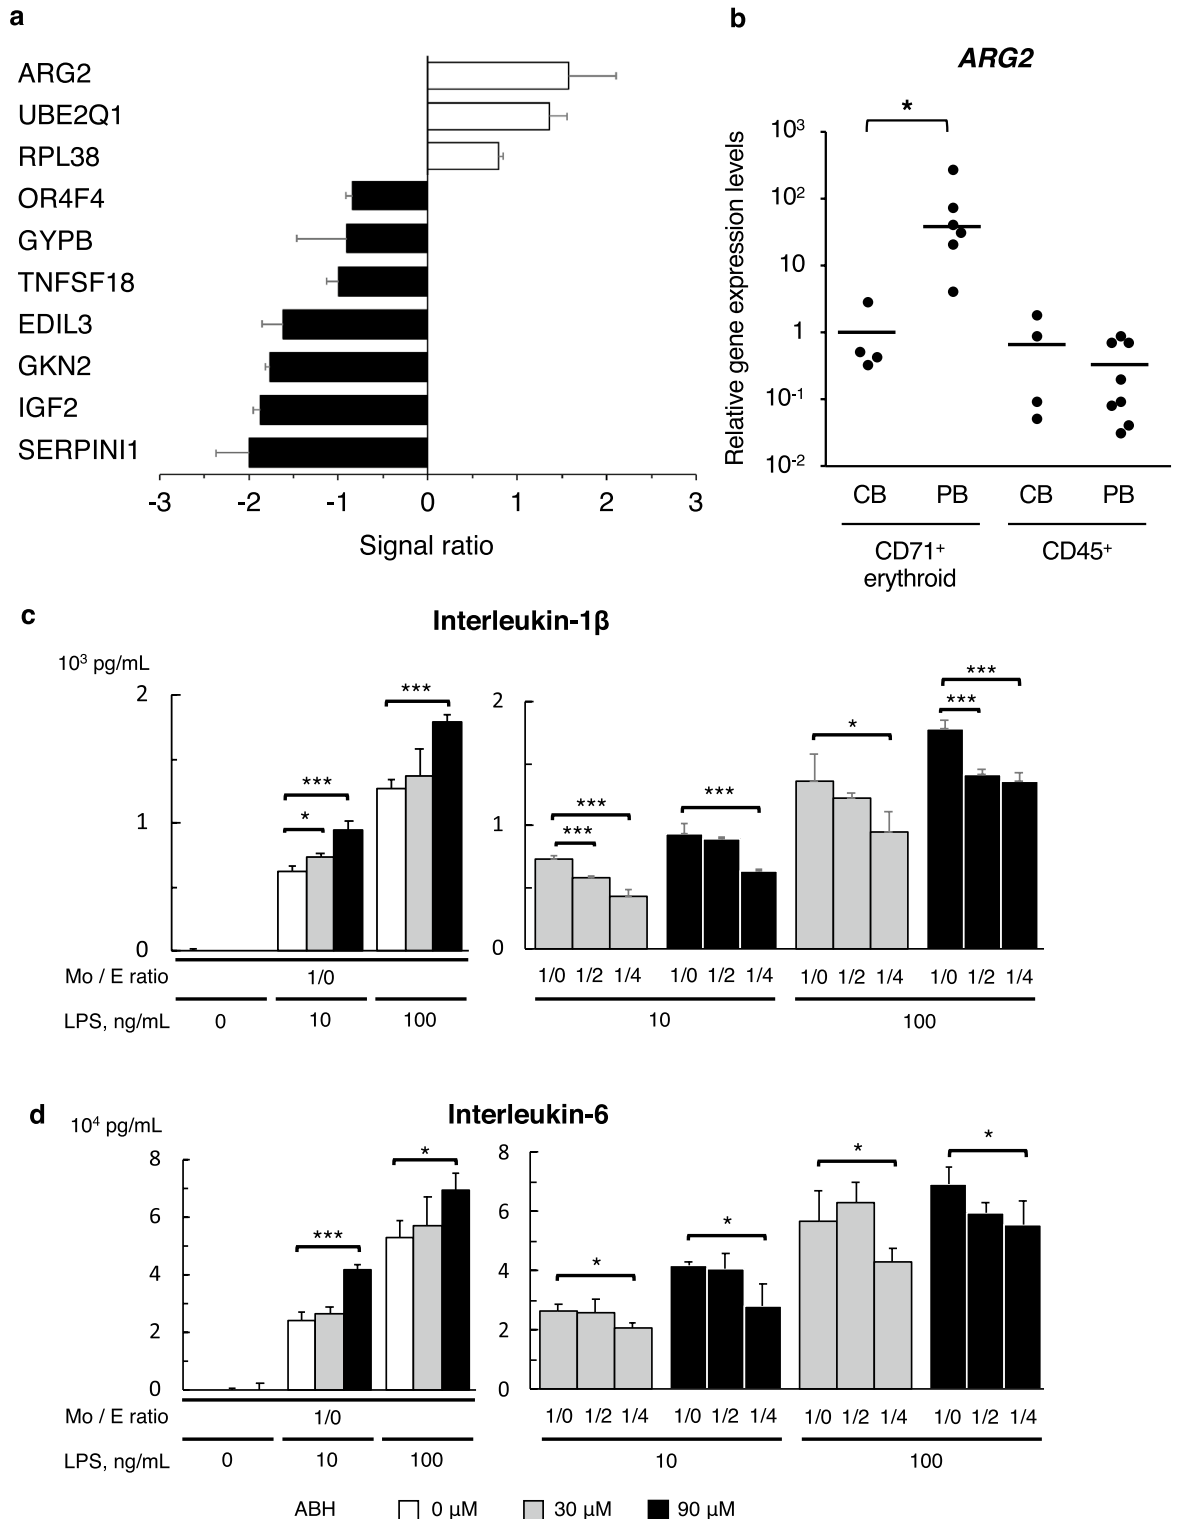 a
ARG2
UBE2Q1
RPL38
OR4F4
GYPB
TNFSF18
EDIL3
GKN2
IGF2
SERPINI1
-3 -2 -1 0 1 2 3
Signal ratio
b
ARG2
*
Relative gene expression levels
10³
10²
10
1
10⁻¹
10⁻²
CB PB CB PB
CD71⁺
erythroid
CD45⁺
c
Interleukin-1β
10³ pg/mL
2
1
0
*** * ***
2
1
0
*** *** *** * *** ***
Mo / E ratio 1/0
1/0 1/2 1/4 1/0 1/2 1/4 1/0 1/2 1/4 1/0 1/2 1/4
LPS, ng/mL 0 10 100
10 100
d
Interleukin-6
10⁴ pg/mL
8
6
4
2
0
*** *
8
6
4
2
0
* * * *
Mo / E ratio 1/0
1/0 1/2 1/4 1/0 1/2 1/4 1/0 1/2 1/4 1/0 1/2 1/4
LPS, ng/mL 0 10 100
10 100
ABH 0 μM 30 μM 90 μM